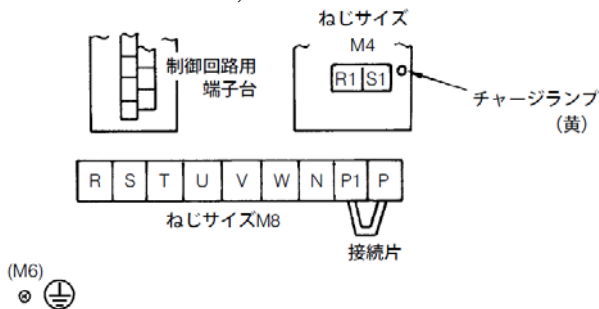 ねじサイズ
M4
制御回路用
端子台
R1 S1
チャージランプ
(黄)
R S T U V W N P1 P
ねじサイズM8
接続片
(M6)